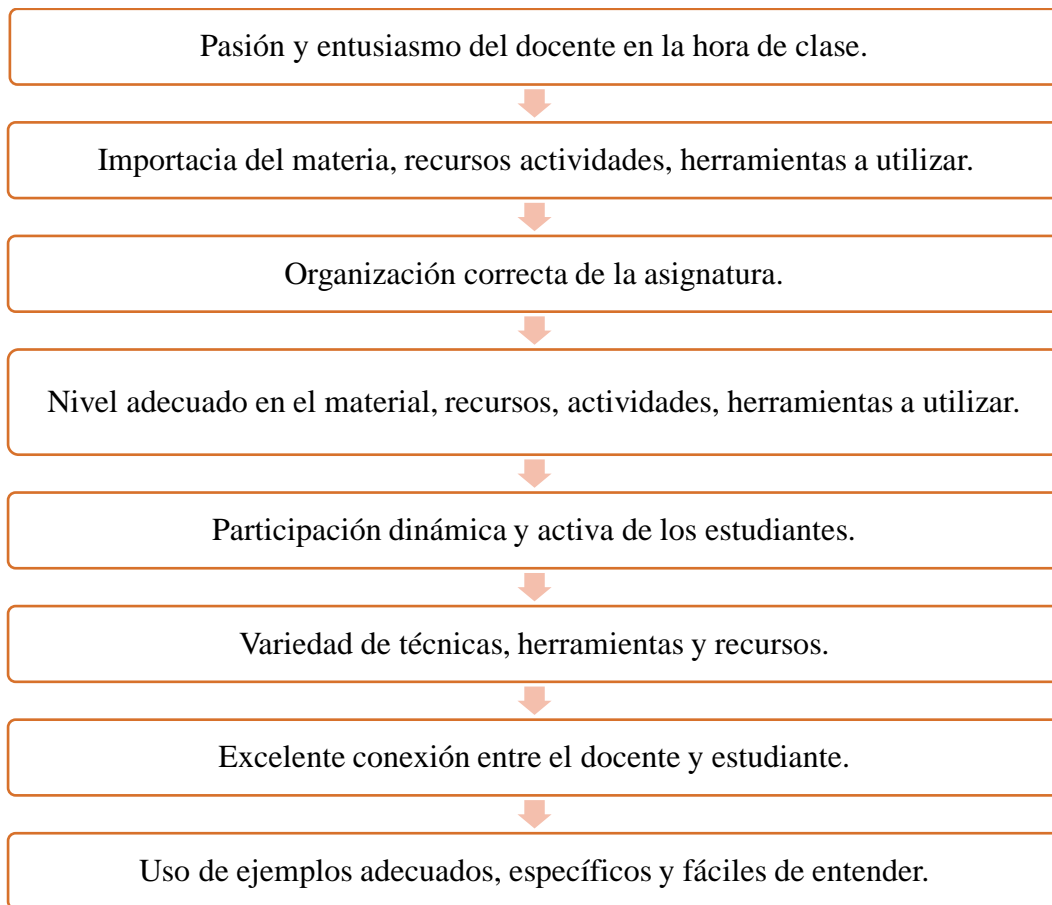 Pasión y entusiasmo del docente en la hora de clase.
Importacia del materia, recursos actividades, herramientas a utilizar.
Organización correcta de la asignatura.
Nivel adecuado en el material, recursos, actividades, herramientas a utilizar.
Participación dinámica y activa de los estudiantes.
Variedad de técnicas, herramientas y recursos.
Excelente conexión entre el docente y estudiante.
Uso de ejemplos adecuados, específicos y fáciles de entender.